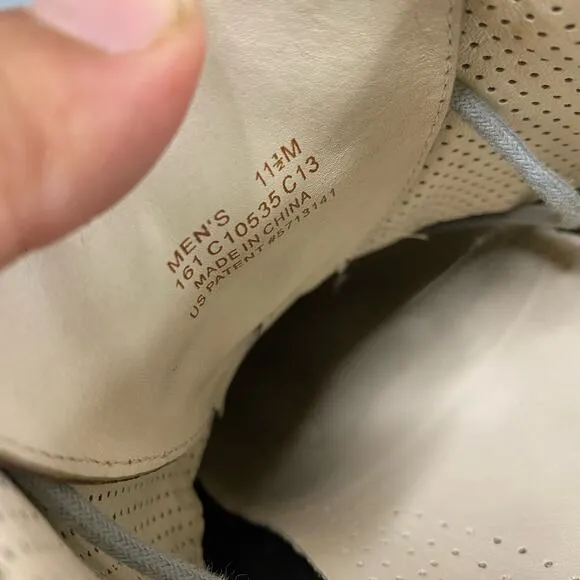 MEN'S 11½M
161 C10535 C13
MADE IN CHINA
US PATENT #5713141